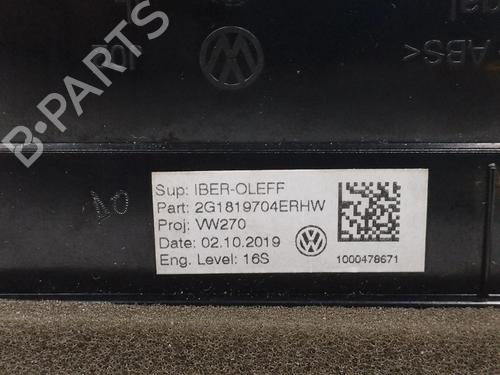 ABS<
B-PARTS
Sup: IBER-OLEFF
Part: 2G1819704ERHW
Proj: VW270
Date: 02.10.2019
Eng. Level: 16S
1000478671